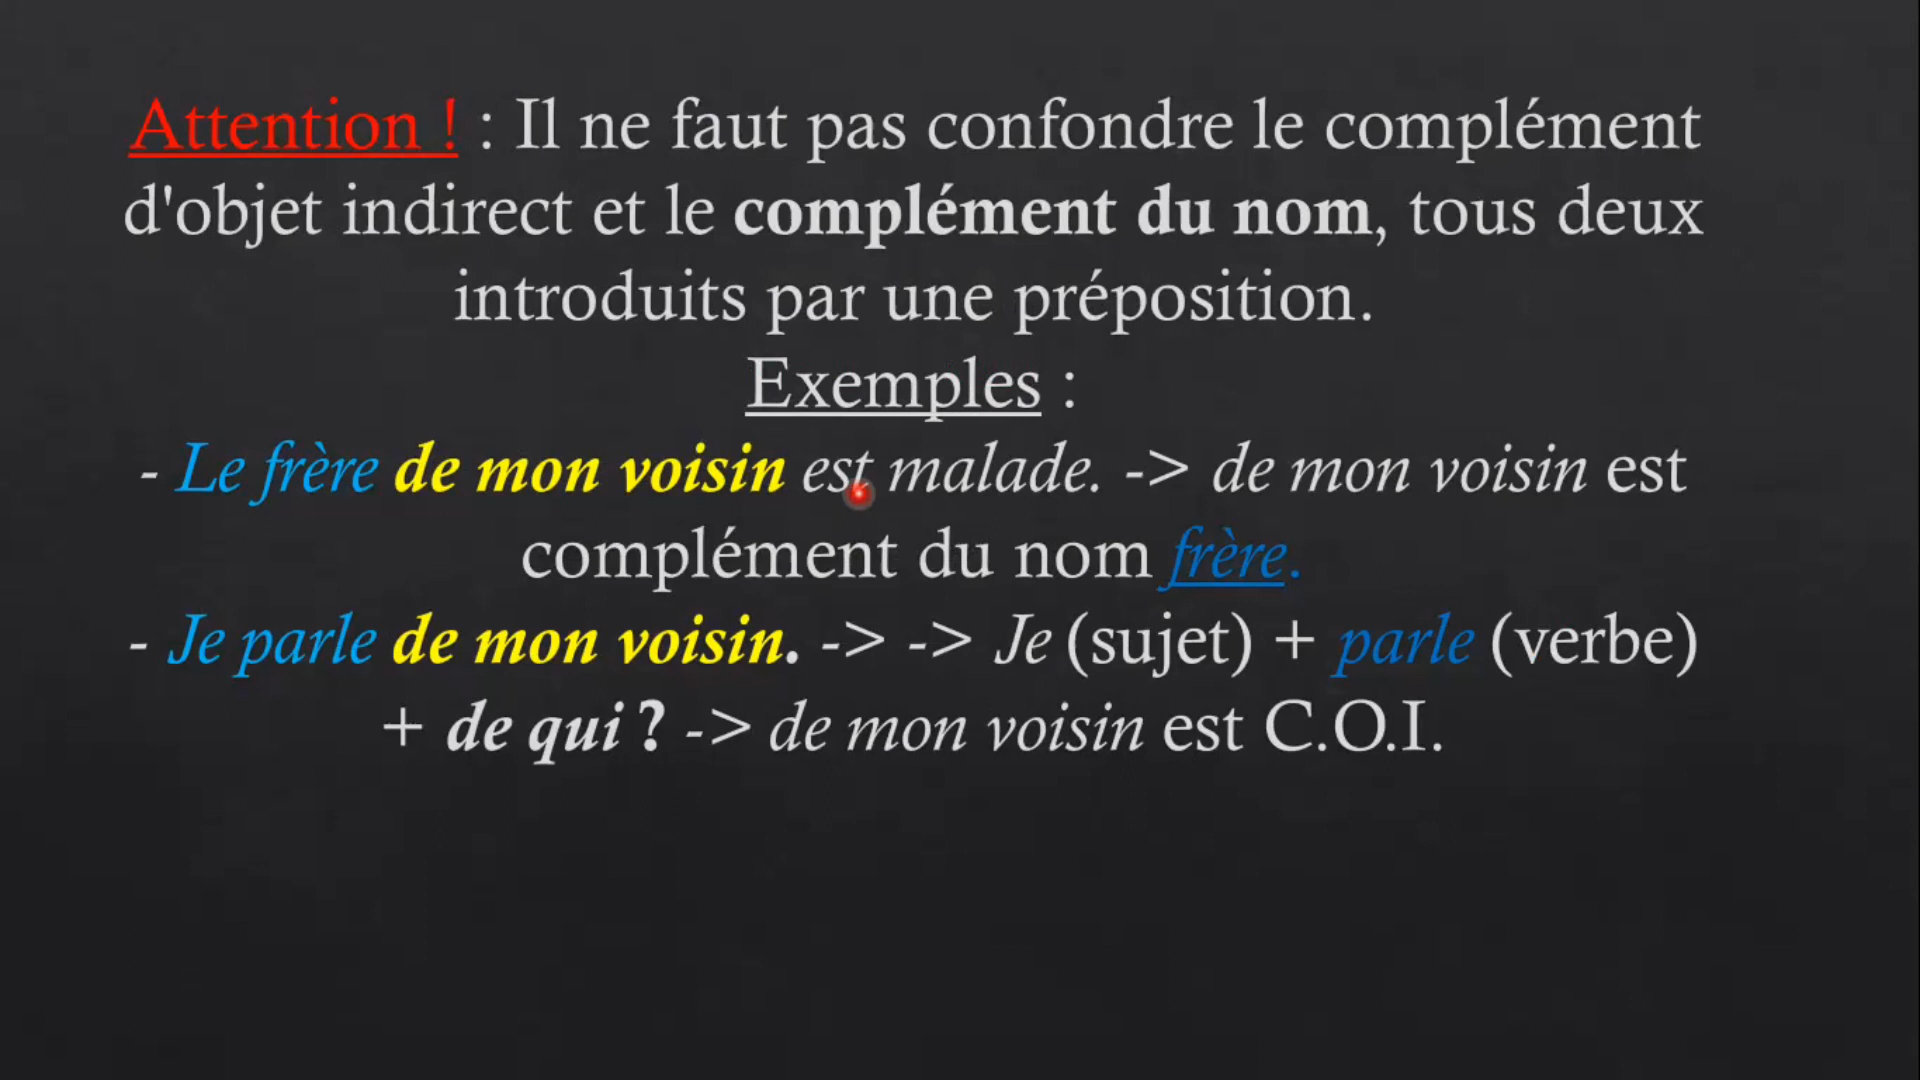 Attention ! : Il ne faut pas confondre le complément
d'objet indirect et le complément du nom, tous deux
introduits par une préposition.
Exemples :
- Le frère de mon voisin est malade. -> de mon voisin est
complément du nom frère.
- Je parle de mon voisin. -> -> Je (sujet) + parle (verbe)
+ de qui ? -> de mon voisin est C.O.I.